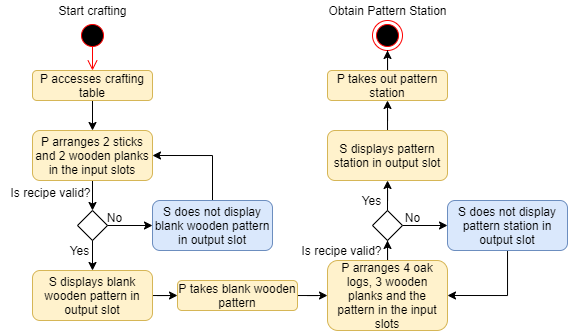 Start crafting
P accesses crafting
table
P arranges 2 sticks
and 2 wooden planks
in the input slots
Is recipe valid?
No
S does not display
blank wooden pattern
in output slot
Yes
S displays blank
wooden pattern in
output slot
P takes blank wooden
pattern
P arranges 4 oak
logs, 3 wooden
planks and the
pattern in the input
slots
Is recipe valid?
No
S does not display
pattern station in
output slot
Yes
S displays pattern
station in output slot
P takes out pattern
station
Obtain Pattern Station